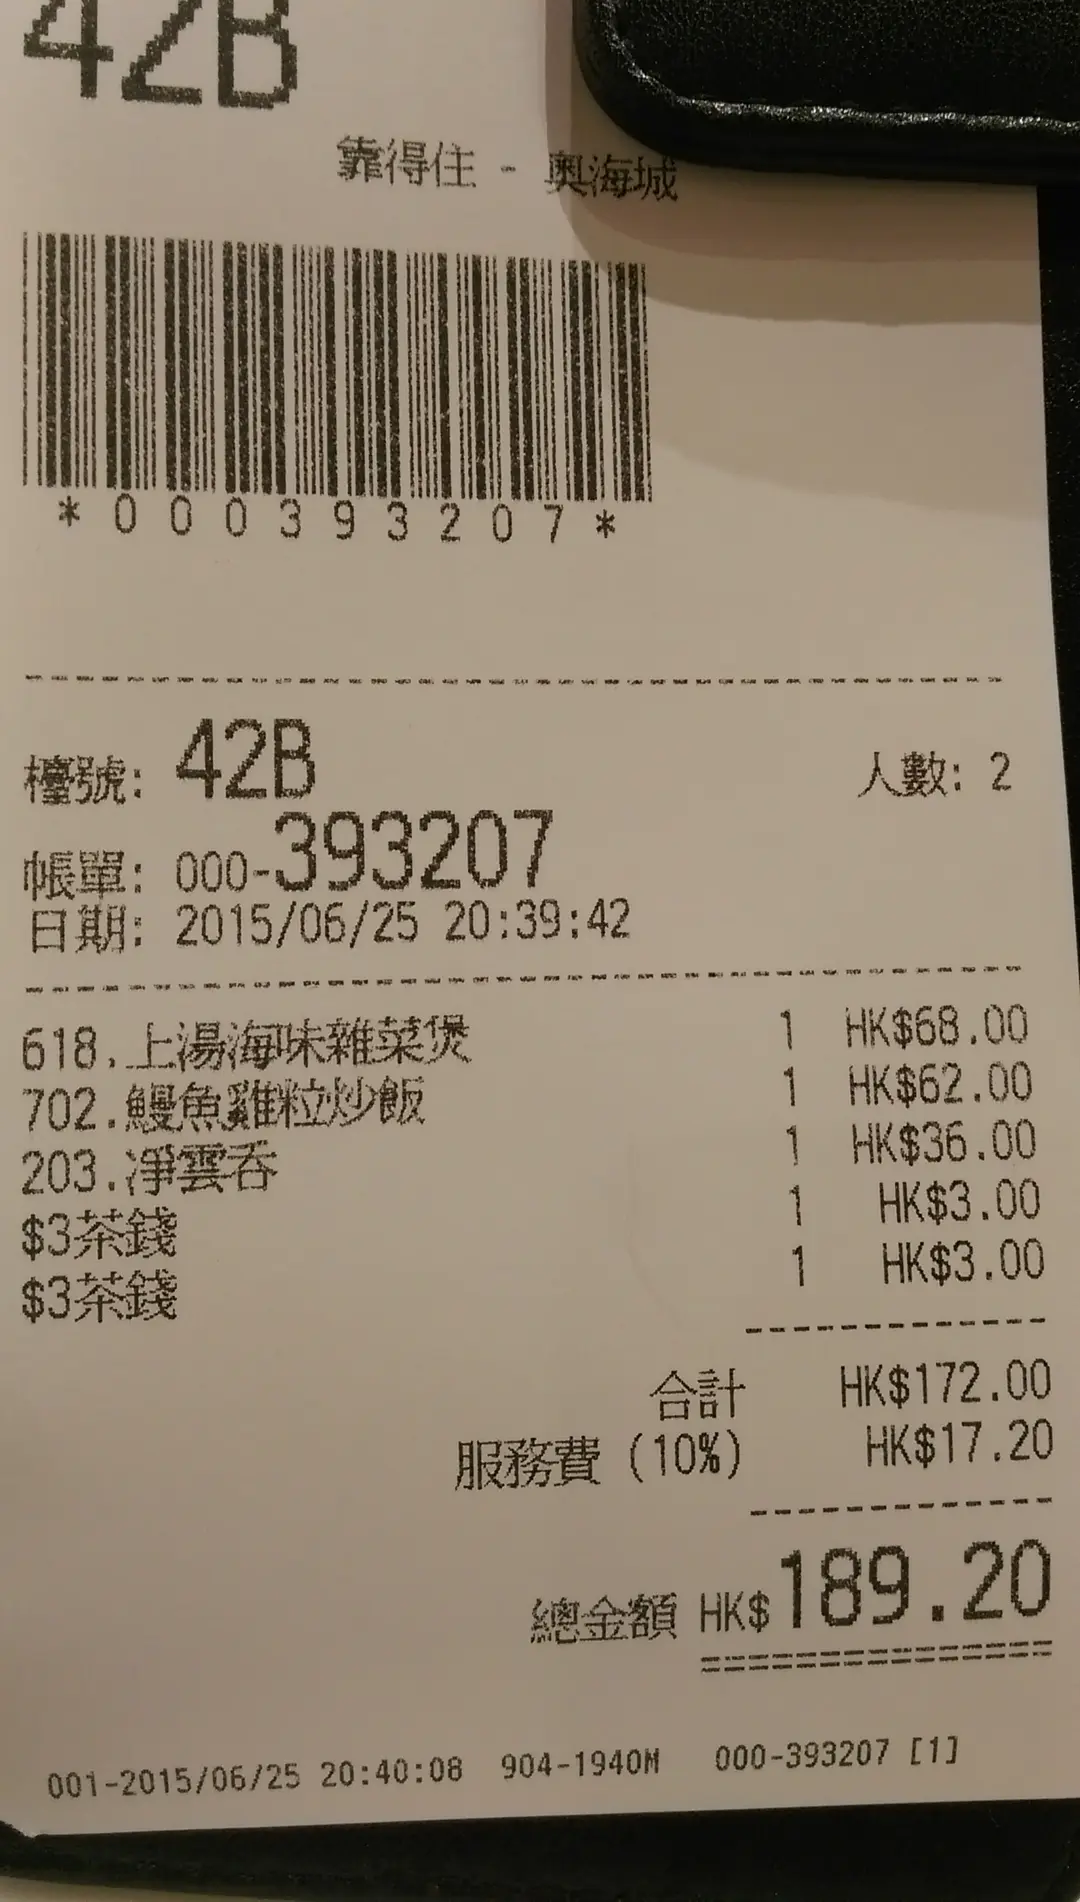 42B
靠得住 - 奧海城
*000393207*
檯號: 42B 人數: 2
帳單: 000-393207
日期: 2015/06/25 20:39:42
618.上湯海味雜菜煲 1 HK$68.00
702.鰻魚雞粒炒飯 1 HK$62.00
203.淨雲吞 1 HK$36.00
$3茶錢 1 HK$3.00
$3茶錢 1 HK$3.00
合計 HK$172.00
服務費 (10%) HK$17.20
總金額 HK$189.20
001-2015/06/25 20:40:08 904-1940M 000-393207 [1]